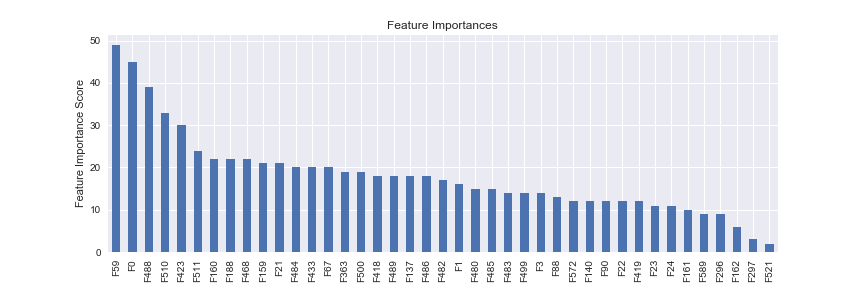 Feature Importances
Feature Importance Score
50
40
30
20
10
0
F59 F0 F488 F510 F423 F511 F160 F188 F468 F159 F21 F484 F433 F67 F363 F500 F418 F489 F137 F486 F482 F1 F480 F485 F483 F499 F3 F88 F572 F140 F90 F22 F419 F23 F24 F161 F589 F296 F162 F297 F521